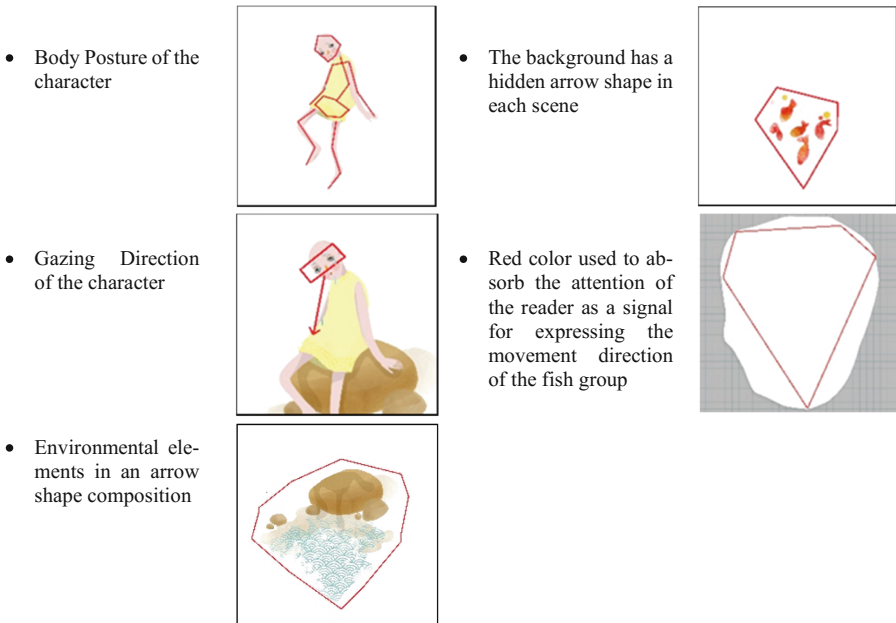 • Body Posture of the
character
• Gazing Direction
of the character
• Environmental ele-
ments in an arrow
shape composition
• The background has a
hidden arrow shape in
each scene
• Red color used to ab-
sorb the attention of
the reader as a signal
for expressing the
movement direction
of the fish group